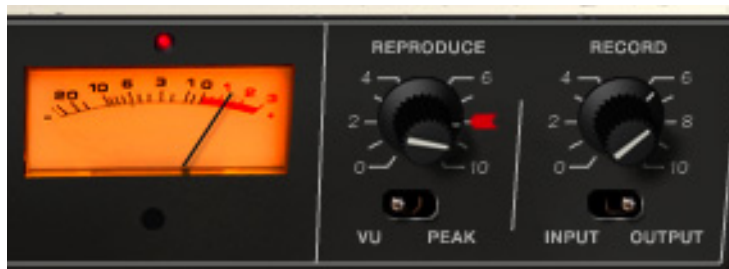 REPRODUCE
RECORD
20 10 6 3 1 0 1 2 3
- +
4 6
2
0 10
4 6
2 8
0 10
VU PEAK
INPUT OUTPUT